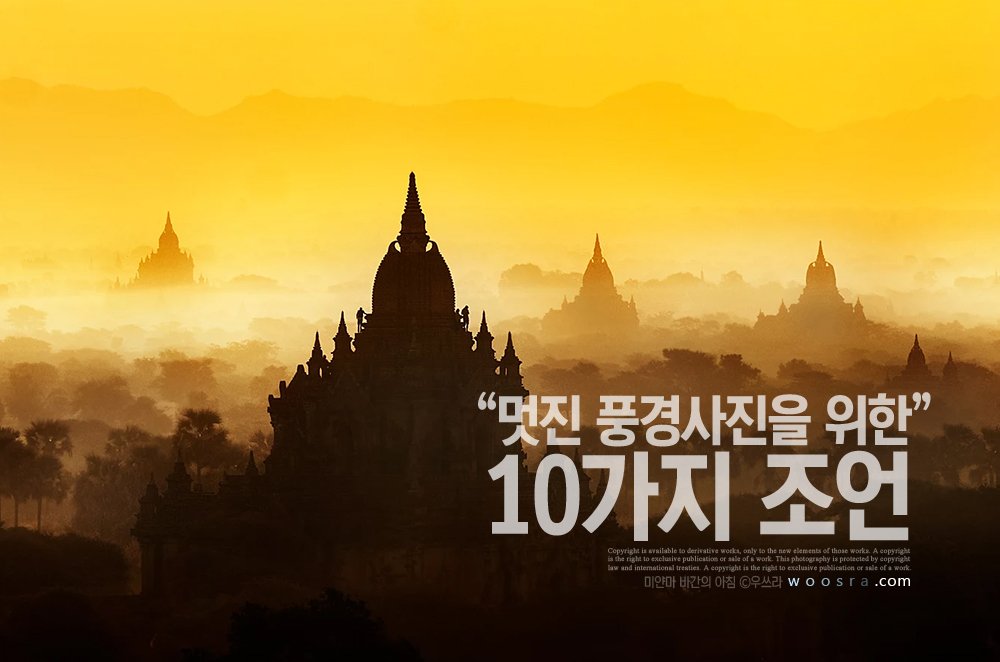 “멋진 풍경사진을 위한”
10가지 조언
Copyright is available to derivative works, only to the new elements of those works. A copyright
is the right to exclusive publication or sale of a work. This photography is protected by copyright
law and international treaties. A copyright is the right to exclusive publication or sale of a work.
미얀마 바간의 아침 ©우쓰라 woosra.com